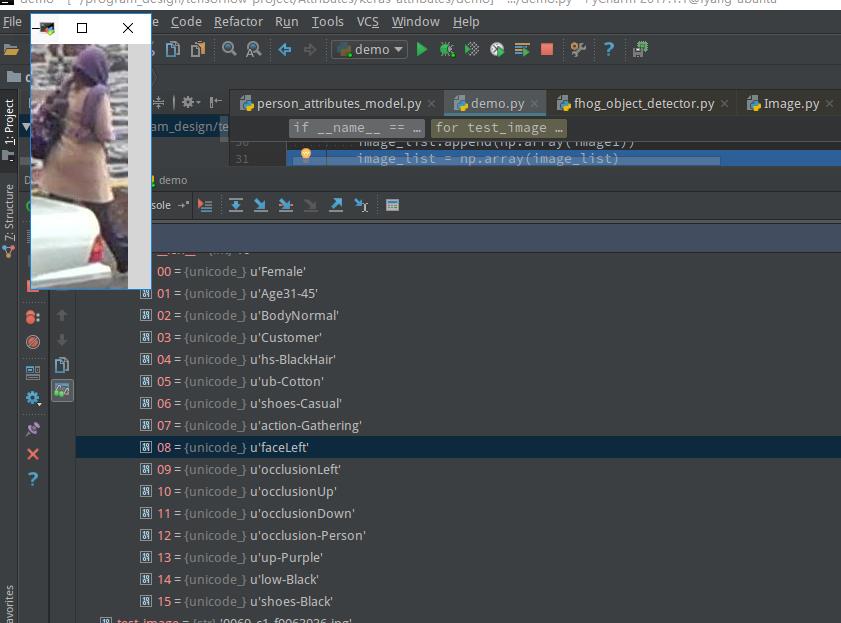 File
e Code Refactor Run Tools VCS Window Help
demo
1: Project
7: Structure
avorites
person_attributes_model.py
demo.py
fhog_object_detector.py
Image.py
am_design/te
if __name__ == …
for test_image …
image_list.append(np.array(image1))
31 image_list = np.array(image_list)
demo
sole
00 = {unicode_} u'Female'
01 = {unicode_} u'Age31-45'
02 = {unicode_} u'BodyNormal'
03 = {unicode_} u'Customer'
04 = {unicode_} u'hs-BlackHair'
05 = {unicode_} u'ub-Cotton'
06 = {unicode_} u'shoes-Casual'
07 = {unicode_} u'action-Gathering'
08 = {unicode_} u'faceLeft'
09 = {unicode_} u'occlusionLeft'
10 = {unicode_} u'occlusionUp'
11 = {unicode_} u'occlusionDown'
12 = {unicode_} u'occlusion-Person'
13 = {unicode_} u'up-Purple'
14 = {unicode_} u'low-Black'
15 = {unicode_} u'shoes-Black'
test_image = {str}